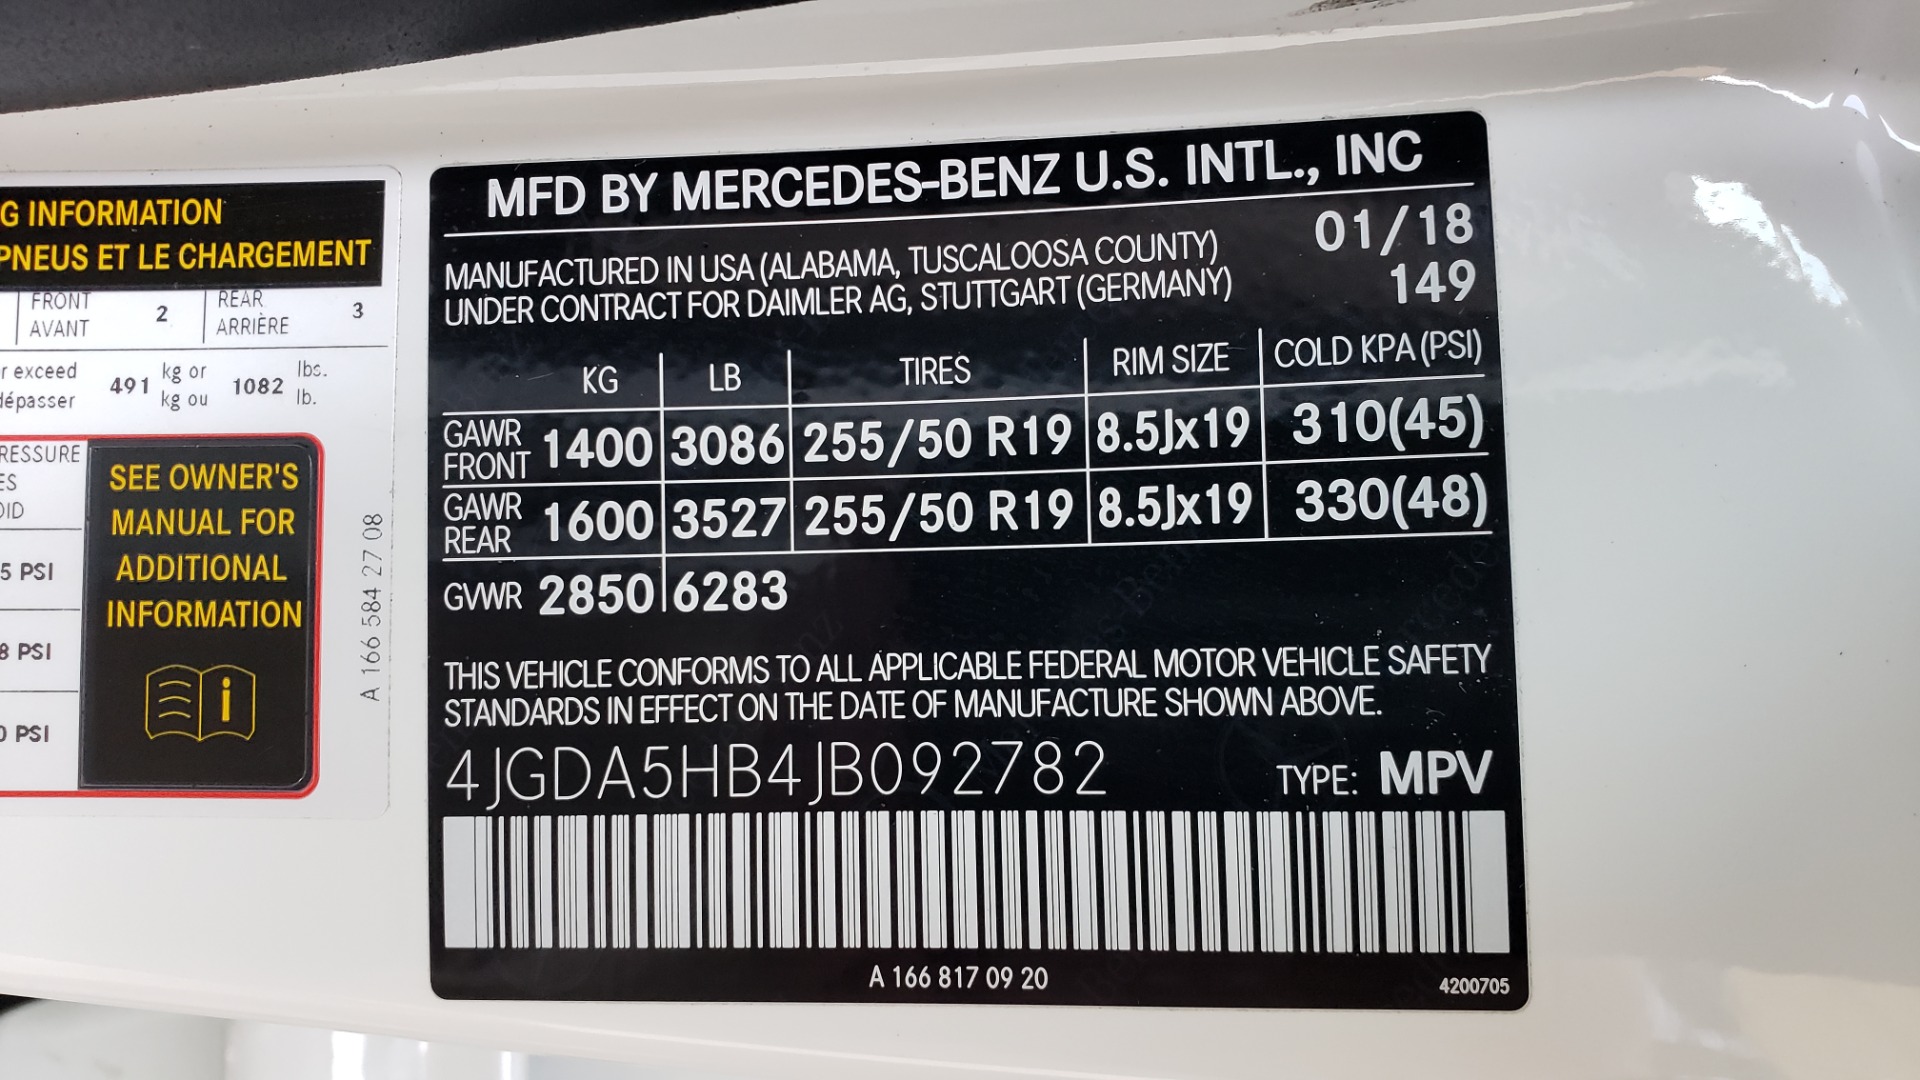 G INFORMATION
PNEUS ET LE CHARGEMENT
FRONT
AVANT
2
REAR
ARRIÈRE
3
r exceed
dépasser
491
kg or
kg ou
1082
lbs.
lb.
RESSURE
ES
OID
5 PSI
8 PSI
0 PSI
SEE OWNER'S
MANUAL FOR
ADDITIONAL
INFORMATION
i
A 166 584 27 08
MFD BY MERCEDES-BENZ U.S. INTL., INC
MANUFACTURED IN USA (ALABAMA, TUSCALOOSA COUNTY) 01/18
UNDER CONTRACT FOR DAIMLER AG, STUTTGART (GERMANY) 149
KG LB TIRES RIM SIZE COLD KPA (PSI)
GAWR
FRONT
1400 3086 255/50 R19 8.5Jx19 310(45)
GAWR
REAR
1600 3527 255/50 R19 8.5Jx19 330(48)
GVWR 2850 6283
THIS VEHICLE CONFORMS TO ALL APPLICABLE FEDERAL MOTOR VEHICLE SAFETY
STANDARDS IN EFFECT ON THE DATE OF MANUFACTURE SHOWN ABOVE.
4JGDA5HB4JB092782 TYPE: MPV
A 166 817 09 20
4200705